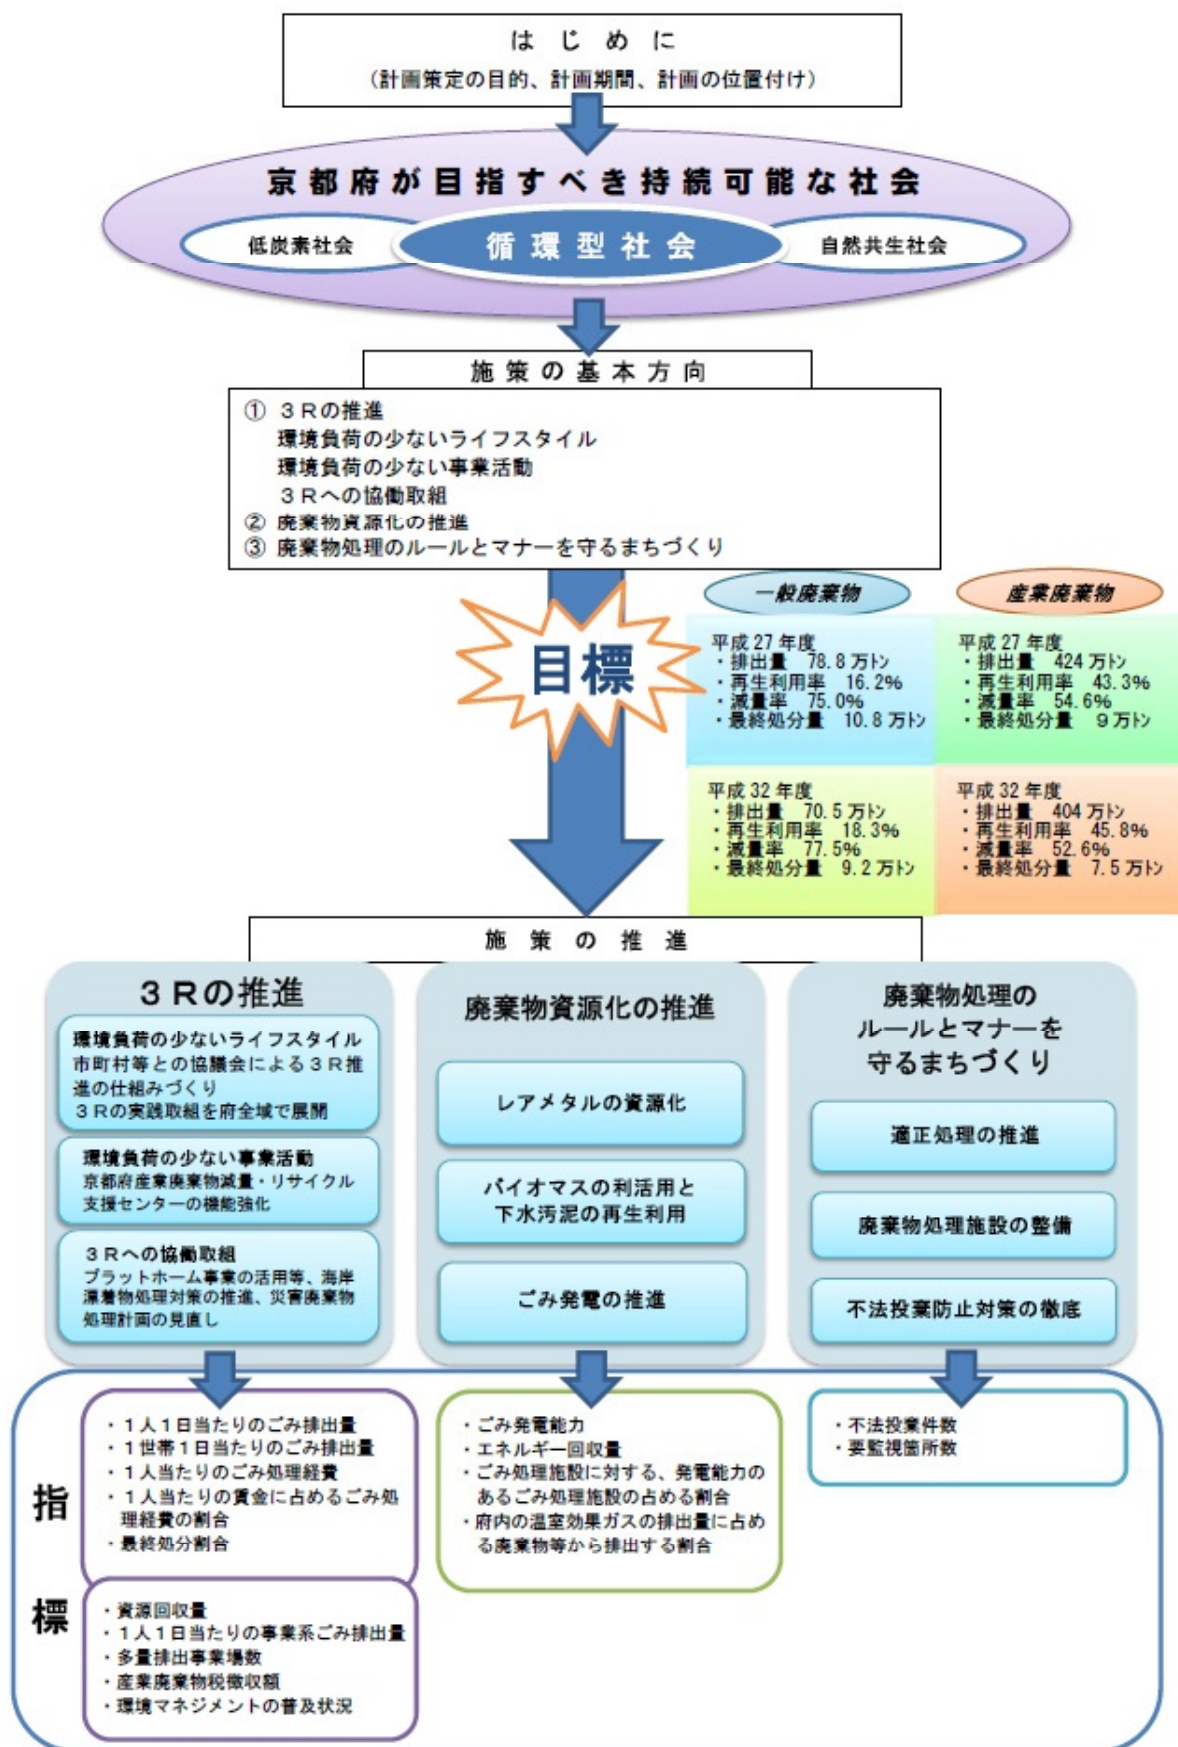 はじめに
（計画策定の目的、計画期間、計画の位置付け）
京都府が目指すべき持続可能な社会
低炭素社会
循環型社会
自然共生社会
施策の基本方向
① ３Ｒの推進
環境負荷の少ないライフスタイル
環境負荷の少ない事業活動
３Ｒへの協働取組
② 廃棄物資源化の推進
③ 廃棄物処理のルールとマナーを守るまちづくり
目標
一般廃棄物
平成27年度
・排出量　78.8万㌧
・再生利用率　16.2%
・減量率　75.0%
・最終処分量　10.8万㌧
平成32年度
・排出量　70.5万㌧
・再生利用率　18.3%
・減量率　77.5%
・最終処分量　9.2万㌧
産業廃棄物
平成27年度
・排出量　424万㌧
・再生利用率　43.3%
・減量率　54.6%
・最終処分量　９万㌧
平成32年度
・排出量　404万㌧
・再生利用率　45.8%
・減量率　52.6%
・最終処分量　7.5万㌧
施策の推進
３Ｒの推進
環境負荷の少ないライフスタイル
市町村等との協議会による３Ｒ推
進の仕組みづくり
３Ｒの実践取組を府全域で展開
環境負荷の少ない事業活動
京都府産業廃棄物減量・リサイクル
支援センターの機能強化
３Ｒへの協働取組
プラットホーム事業の活用等、海岸
漂着物処理対策の推進、災害廃棄物
処理計画の見直し
廃棄物資源化の推進
レアメタルの資源化
バイオマスの利活用と
下水汚泥の再生利用
ごみ発電の推進
廃棄物処理の
ルールとマナーを
守るまちづくり
適正処理の推進
廃棄物処理施設の整備
不法投棄防止対策の徹底
指標
・１人１日当たりのごみ排出量
・１世帯１日当たりのごみ排出量
・１人当たりのごみ処理経費
・１人当たりの賃金に占めるごみ処
理経費の割合
・最終処分割合
・資源回収量
・１人１日当たりの事業系ごみ排出量
・多量排出事業場数
・産業廃棄物税徴収額
・環境マネジメントの普及状況
・ごみ発電能力
・エネルギー回収量
・ごみ処理施設に対する、発電能力の
あるごみ処理施設の占める割合
・府内の温室効果ガスの排出量に占め
る廃棄物等から排出する割合
・不法投棄件数
・要監視箇所数